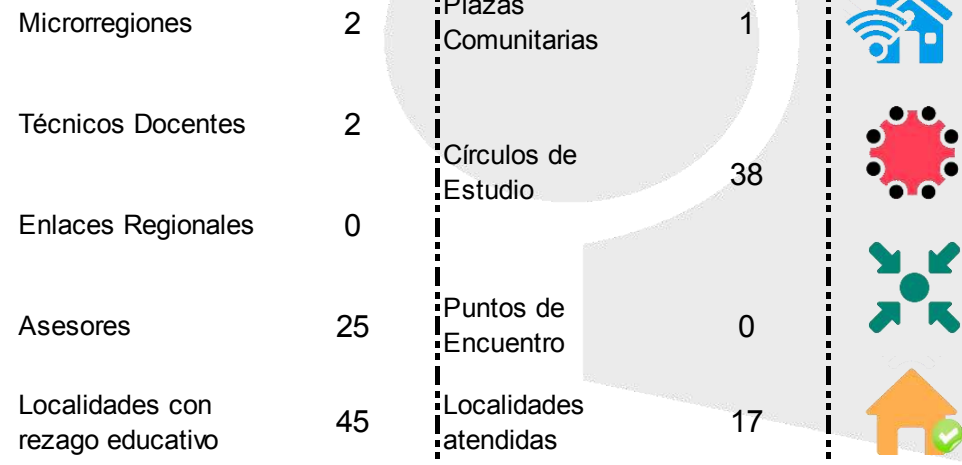 Microrregiones 2
Técnicos Docentes 2
Enlaces Regionales 0
Asesores 25
Localidades con
rezago educativo 45
Plazas
Comunitarias 1
Círculos de
Estudio 38
Puntos de
Encuentro 0
Localidades
atendidas 17